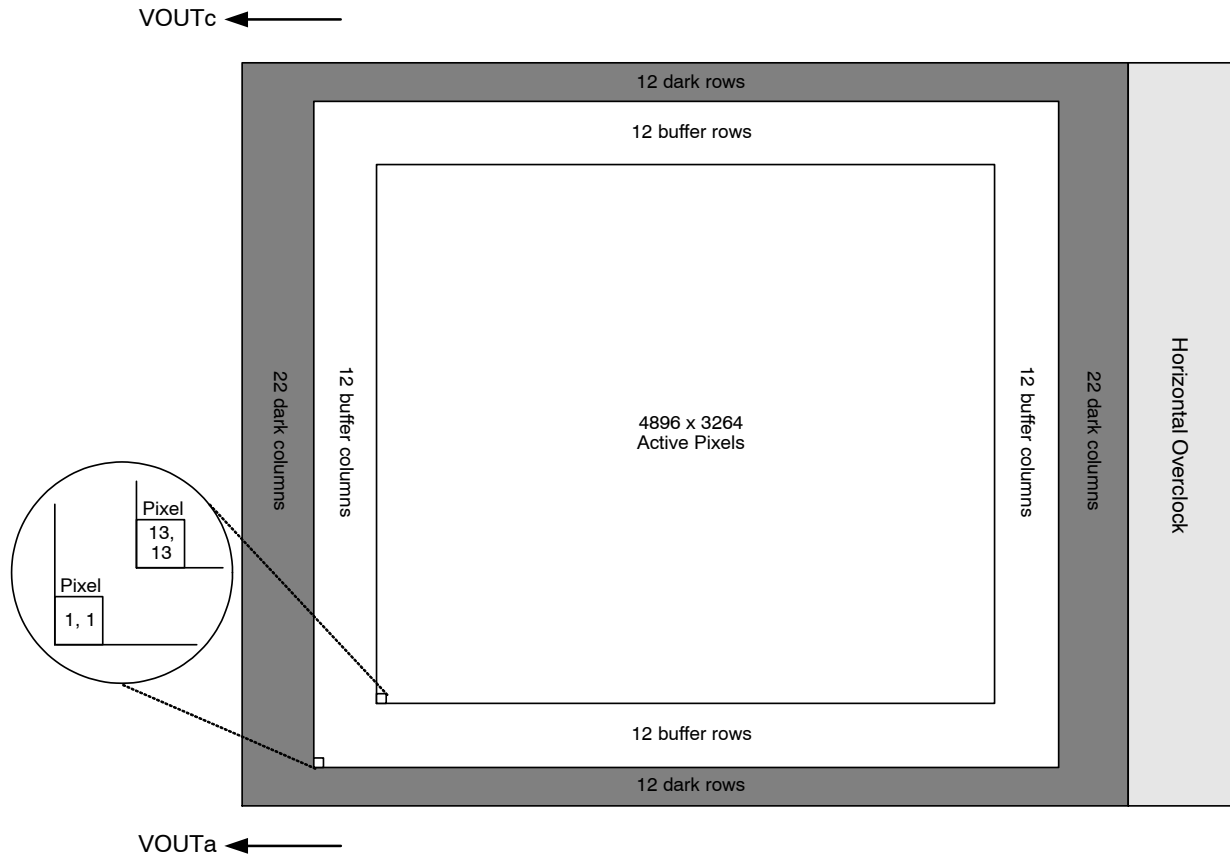 VOUTc
12 dark rows
12 buffer rows
22 dark columns
12 buffer columns
4896 x 3264
Active Pixels
12 buffer columns
22 dark columns
Horizontal Overclock
Pixel
13,
13
Pixel
1, 1
12 buffer rows
12 dark rows
VOUTa